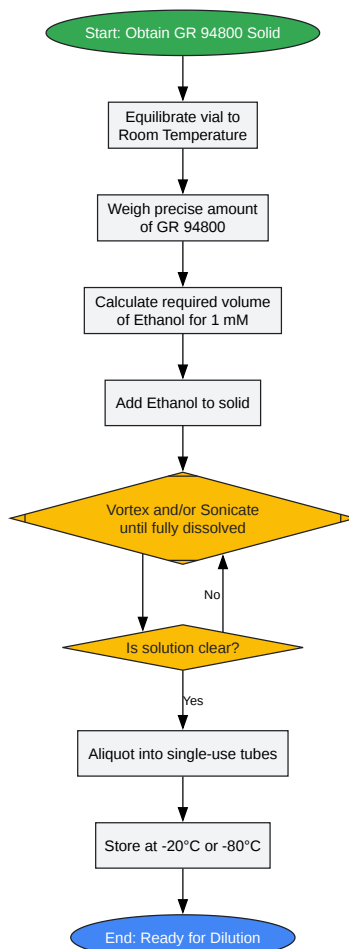 Start: Obtain GR 94800 Solid
Equilibrate vial to
Room Temperature
Weigh precise amount
of GR 94800
Calculate required volume
of Ethanol for 1 mM
Add Ethanol to solid
Vortex and/or Sonicate
until fully dissolved
No
Is solution clear?
Yes
Aliquot into single-use tubes
Store at -20°C or -80°C
End: Ready for Dilution